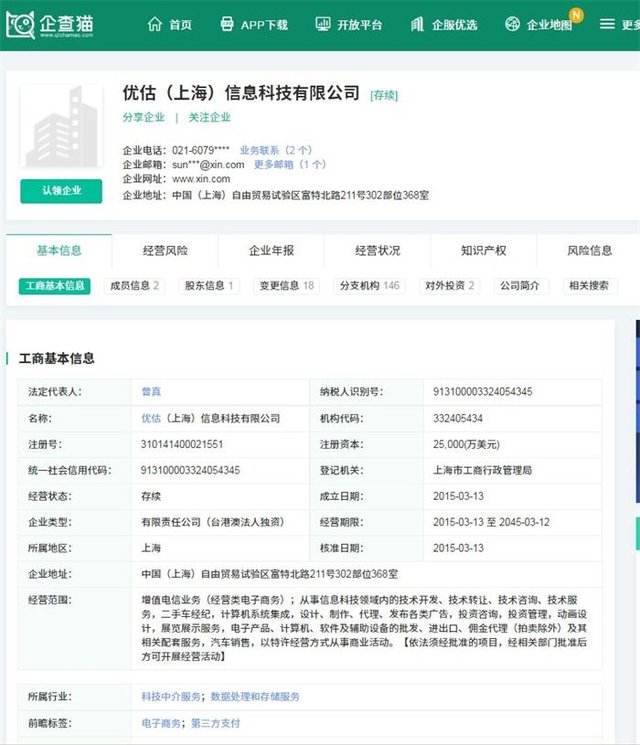 企查猫
www.qichamao.com
首页 APP下载 开放平台 企服优选 企业地图 N 更多
优估（上海）信息科技有限公司 [存续]
分享企业 | 关注企业
企业电话：021-6079**** 业务联系（2 个）
企业邮箱：sun***@xin.com 更多邮箱（1 个）
企业网址：www.xin.com
企业地址：中国（上海）自由贸易试验区富特北路211号302部位368室
认领企业
基本信息 经营风险 企业年报 经营状况 知识产权 风险信息
工商基本信息 成员信息 2 股东信息 1 变更信息 18 分支机构 146 对外投资 2 公司简介 相关搜索
工商基本信息
法定代表人： 曾真 纳税人识别号： 913100003324054345
名称： 优估（上海）信息科技有限公司 机构代码： 332405434
注册号： 310141400021551 注册资本： 25,000(万美元)
统一社会信用代码： 913100003324054345 登记机关： 上海市工商行政管理局
经营状态： 存续 成立日期： 2015-03-13
企业类型： 有限责任公司（台港澳法人独资） 经营期限： 2015-03-13 至 2045-03-12
所属地区： 上海 核准日期： 2015-03-13
企业地址： 中国（上海）自由贸易试验区富特北路211号302部位368室
经营范围： 增值电信业务（经营类电子商务）；从事信息科技领域内的技术开发、技术转让、技术咨询、技术服
务，二手车经纪，计算机系统集成，设计、制作、代理、发布各类广告，投资咨询，投资管理，动画设
计，展览展示服务，电子产品、计算机、软件及辅助设备的批发、进出口、佣金代理（拍卖除外）及其
相关配套服务，汽车销售，以特许经营方式从事商业活动。【依法须经批准的项目，经相关部门批准后
方可开展经营活动】
所属行业： 科技中介服务；数据处理和存储服务
前瞻标签： 电子商务；第三方支付